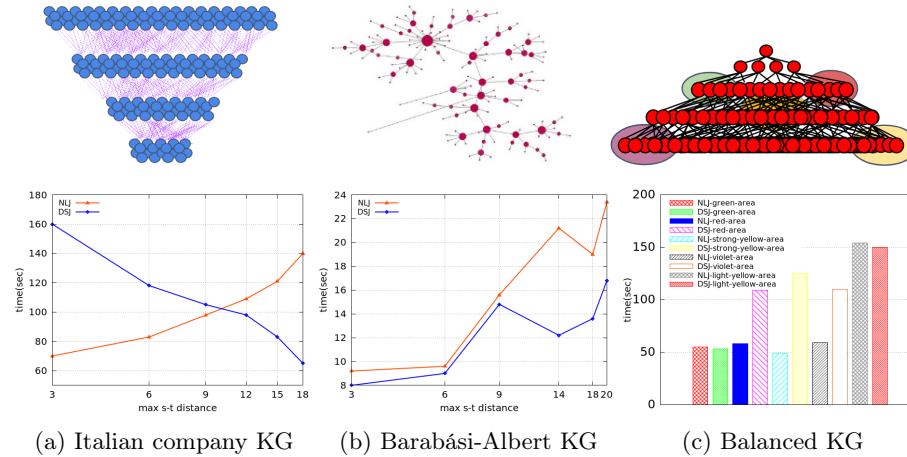 180
160
140
120
100
80
60
time(sec)
NLJ
DSJ
3
6
9
12
15
18
max s-t distance
24
22
20
18
16
14
12
10
8
time(sec)
NLJ
DSJ
3
6
9
14
18
20
max s-t distance
200
150
100
50
0
time(sec)
NLJ-green-area
DSJ-green-area
NLJ-red-area
DSJ-red-area
NLJ-strong-yellow-area
DSJ-strong-yellow-area
NLJ-violet-area
DSJ-violet-area
NLJ-light-yellow-area
DSJ-light-yellow-area
(a) Italian company KG
(b) Barabási-Albert KG
(c) Balanced KG